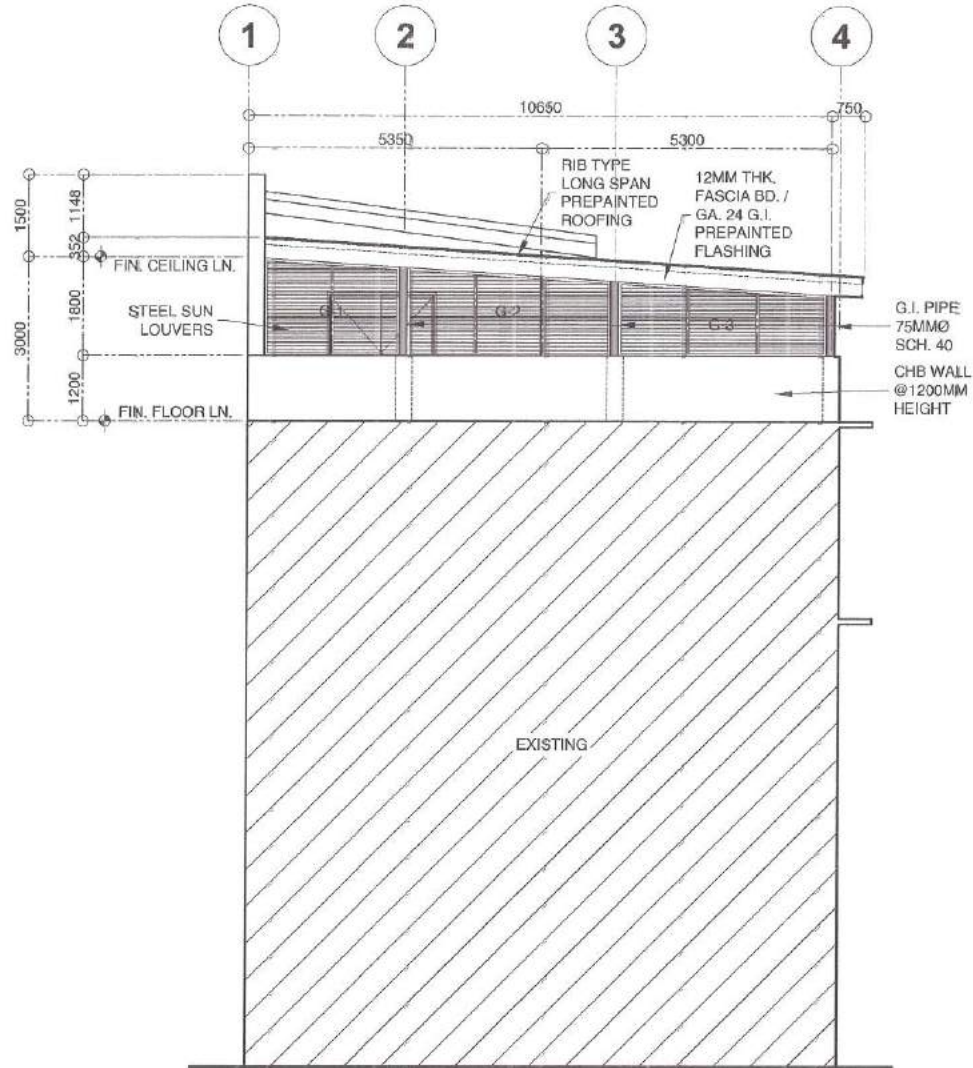 1
2
3
4
10650
750
5350
5300
RIB TYPE
LONG SPAN
PREPAINTED
ROOFING
12MM THK.
FASCIA BD. /
GA. 24 G.I.
PREPAINTED
FLASHING
1500
1148
352
FIN. CEILING LN.
1800
3000
STEEL SUN
LOUVERS
G-2
G-3
G.I. PIPE
75MMØ
SCH. 40
1200
CHB WALL
@1200MM
HEIGHT
FIN. FLOOR LN.
EXISTING